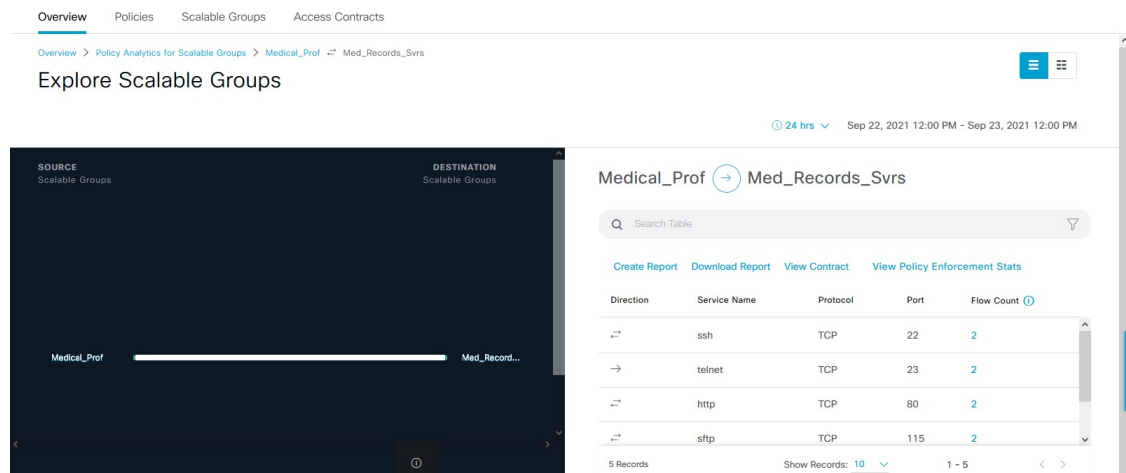 Overview Policies Scalable Groups Access Contracts
Overview > Policy Analytics for Scalable Groups > Medical_Prof ⇄ Med_Records_Svrs
Explore Scalable Groups
24 hrs Sep 22, 2021 12:00 PM - Sep 23, 2021 12:00 PM
SOURCE DESTINATION
Scalable Groups Scalable Groups
Medical_Prof Med_Record...
Medical_Prof → Med_Records_Svrs
Search Table
Create Report Download Report View Contract View Policy Enforcement Stats
Direction Service Name Protocol Port Flow Count
⇄ ssh TCP 22 2
→ telnet TCP 23 2
⇄ http TCP 80 2
⇄ sftp TCP 115 2
5 Records Show Records: 10 1 - 5 < >